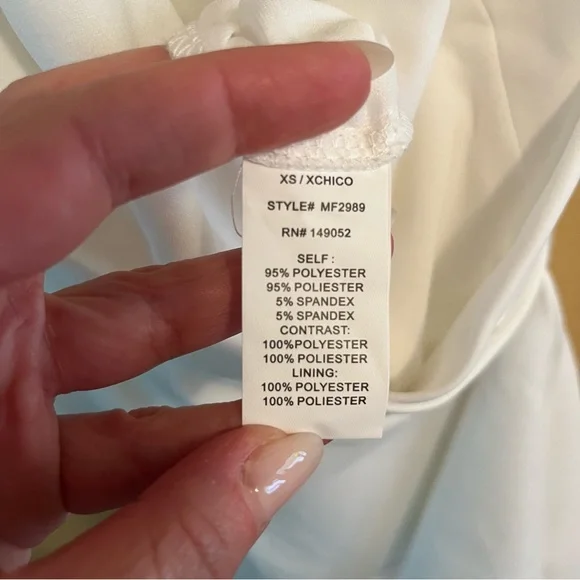 XS / XCHICO
STYLE# MF2989
RN# 149052
SELF :
95% POLYESTER
95% POLIESTER
5% SPANDEX
5% SPANDEX
CONTRAST:
100%POLYESTER
100% POLIESTER
LINING:
100% POLYESTER
100% POLIESTER